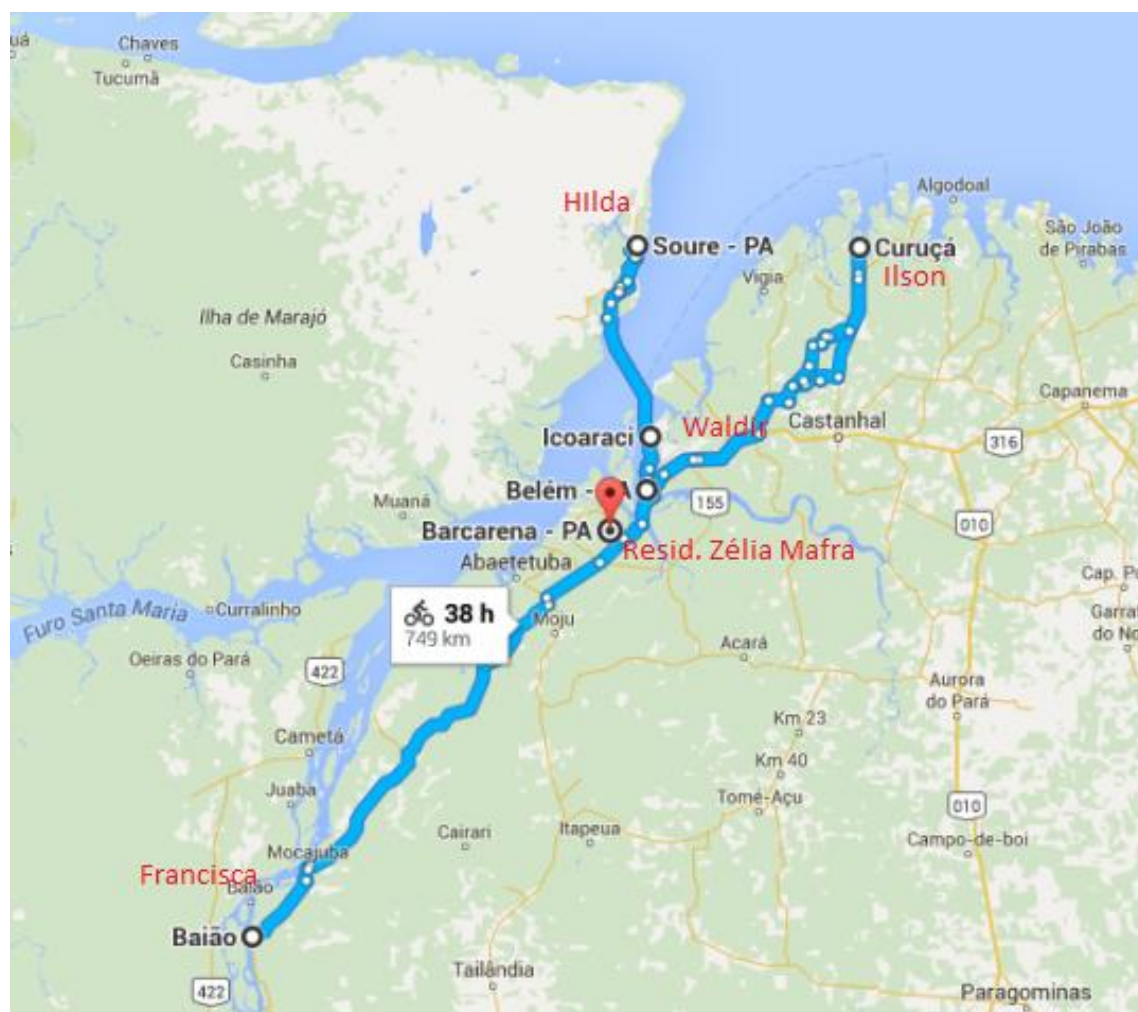 Chaves
Tucumã
HIlda
Soure - PA
Algodoal
São João
de Pirabas
Curuçá
Ilson
Vigia
Ilha de Marajó
Casinha
Capanema
Waldir
Castanhal
Icoaraci
316
Belém -
155
Muaná
Barcarena - PA
Resid. Zélia Mafra
010
Abaetetuba
38 h
749 km
Furo Santa Maria
Curralinho
Moju
Oeiras do Pará
422
Acará
Aurora
do Pará
Km 23
Cametá
Km 40
Juaba
Tomé-Açu
010
Cairari
Itapeua
Campo-de-boi
Mocajuba
Francisca
Baião
Baião
Tailândia
422
Paragominas